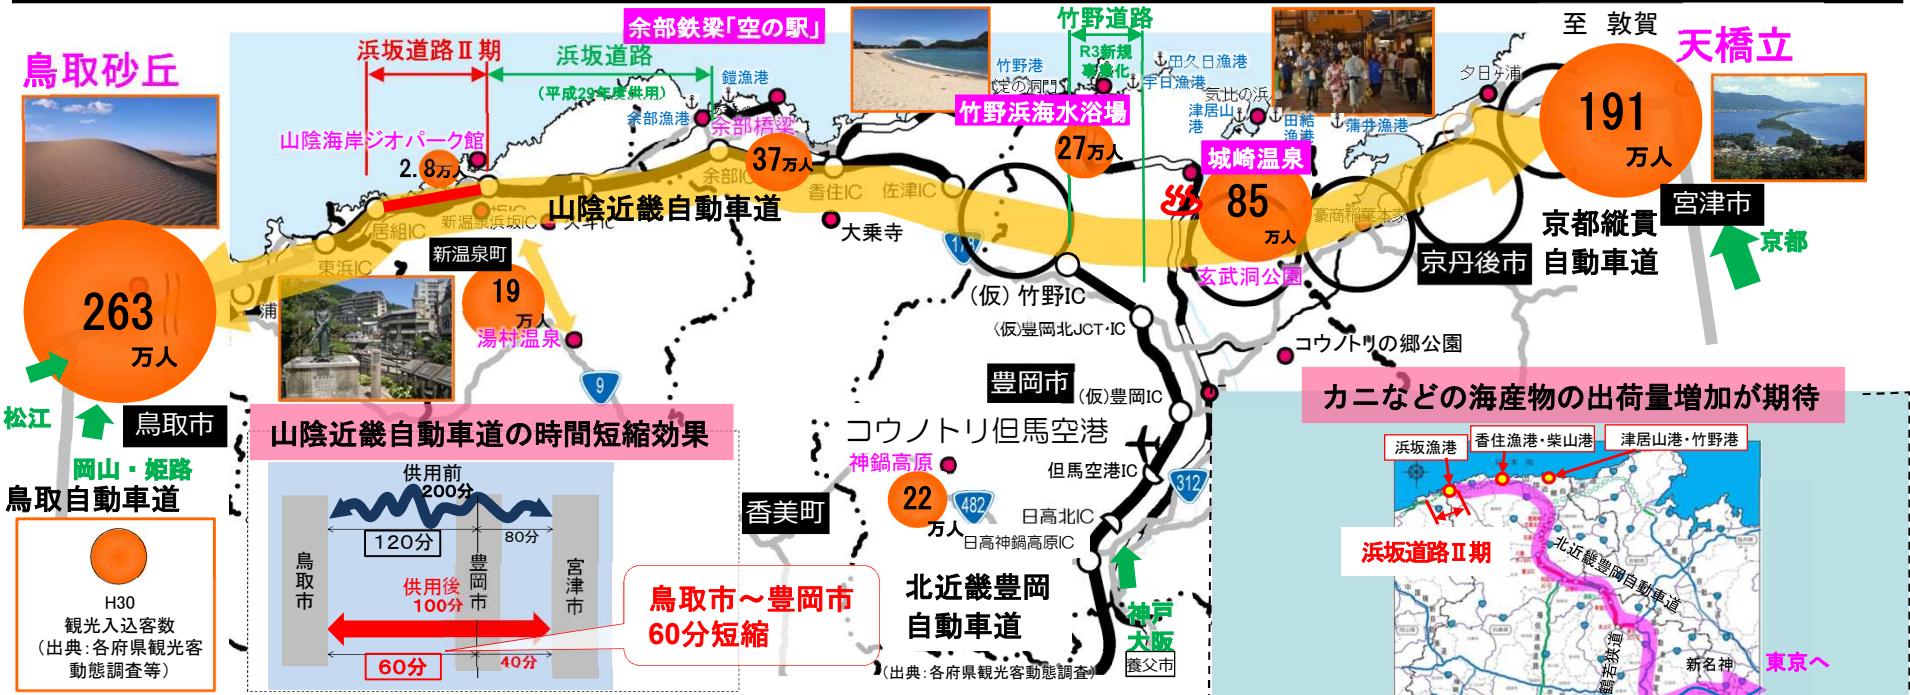 余部鉄梁「空の駅」
竹野道路
R3新規
事業化
至 敦賀
天橋立
鳥取砂丘
浜坂道路Ⅱ期
浜坂道路
(平成29年度供用)
鎧漁港
余部漁港
余部橋梁
竹野港
淀の洞門
田久日漁港
宇日漁港
気比の浜
津居山
港
田結
漁港
蒲井漁港
夕日ヶ浦
竹野浜海水浴場
27万人
城崎温泉
85
万人
191
万人
宮津市
京都
京都縦貫
自動車道
京丹後市
豪商稲葉本家
玄武洞公園
山陰海岸ジオパーク館
2.8万人
37万人
余部IC
香住IC
佐津IC
山陰近畿自動車道
大乗寺
居組IC
新温泉浜坂IC
東浜IC
新温泉町
19
万人
湯村温泉
263
万人
浦
松江
鳥取市
岡山・姫路
鳥取自動車道
9
178
(仮)竹野IC
(仮)豊岡北JCT・IC
豊岡市
(仮)豊岡IC
コウノトリの郷公園
コウノトリ但馬空港
神鍋高原
但馬空港IC
22
万人
482
312
香美町
日高北IC
日高神鍋高原IC
北近畿豊岡
自動車道
神戸
大阪
養父市
(出典:各府県観光客動態調査)
H30
観光入込客数
(出典:各府県観光客
動態調査等)
山陰近畿自動車道の時間短縮効果
供用前
200分
120分
80分
鳥取市
豊岡市
宮津市
供用後
100分
60分
40分
鳥取市~豊岡市
60分短縮
カニなどの海産物の出荷量増加が期待
浜坂漁港
香住漁港・柴山港
津居山港・竹野港
浜坂道路Ⅱ期
北近畿豊岡自動車道
鶴若狭道
新名神
東京へ